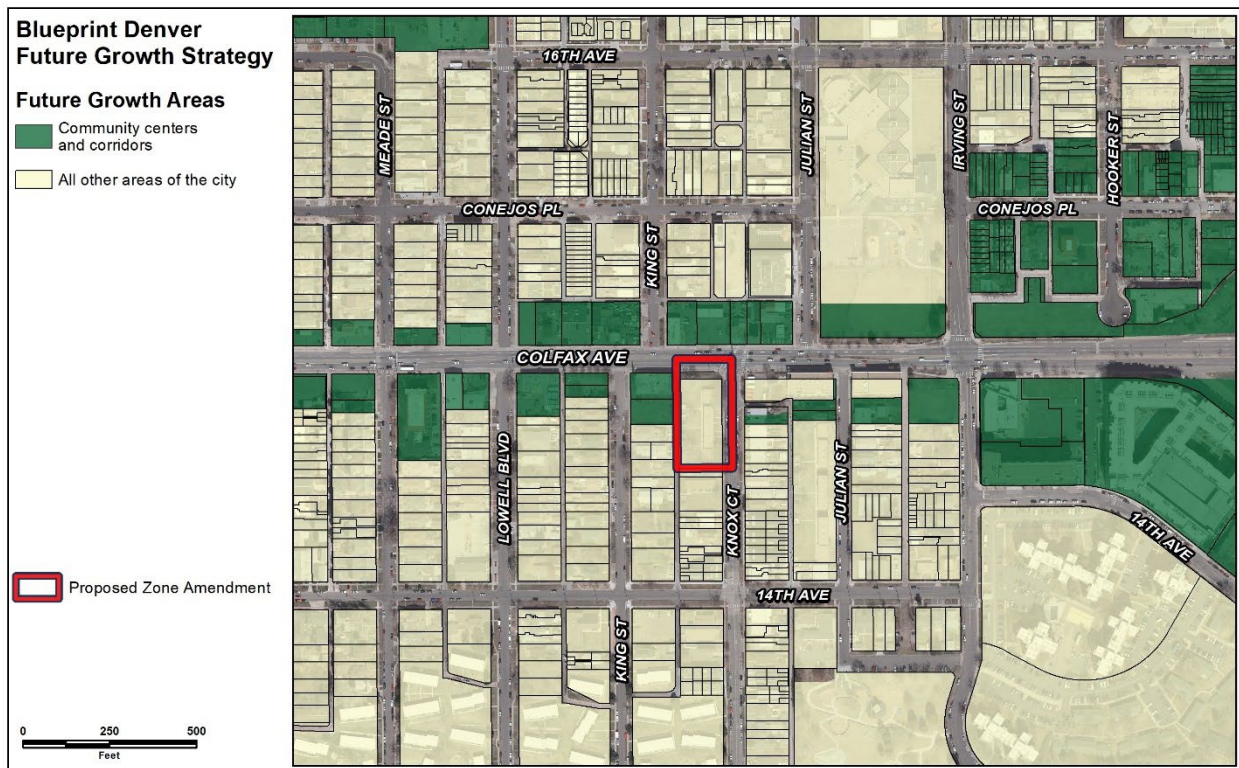 Blueprint Denver
Future Growth Strategy
Future Growth Areas
Community centers
and corridors
All other areas of the city
Proposed Zone Amendment
0 250 500
Feet
16TH AVE
MEADE ST
JULIAN ST
IRVING ST
HOOKER ST
CONEJOS PL
CONEJOS PL
KING ST
COLFAX AVE
LOWELL BLVD
KNOX CT
JULIAN ST
14TH AVE
14TH AVE
KING ST